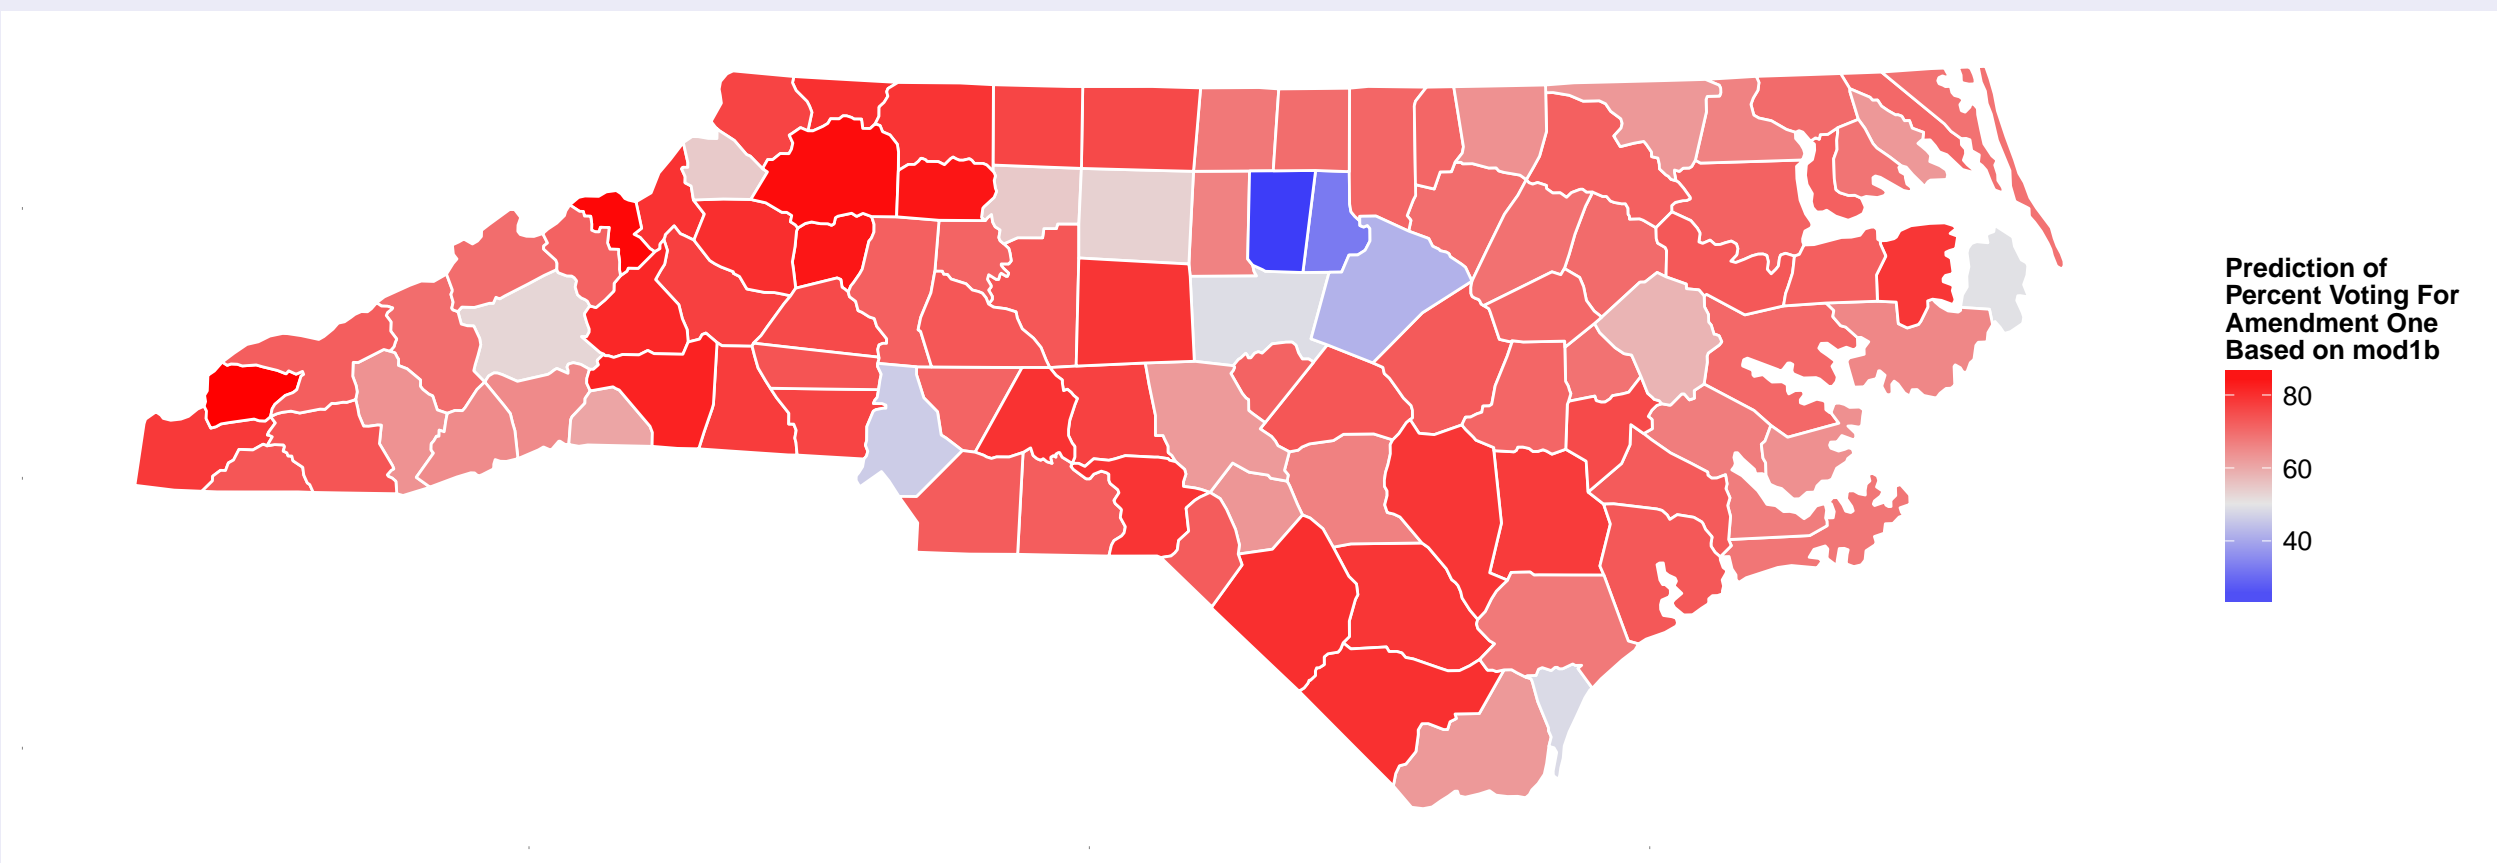 Prediction of
Percent Voting For
Amendment One
Based on mod1b
80
60
40